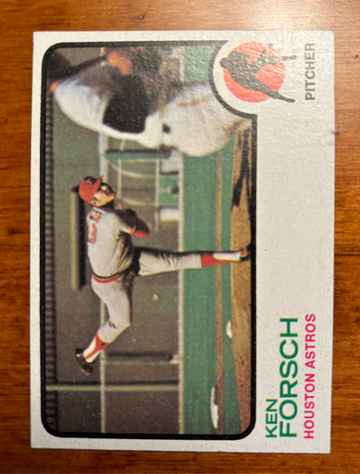 PITCHER
KEN
FORSCH
HOUSTON ASTROS